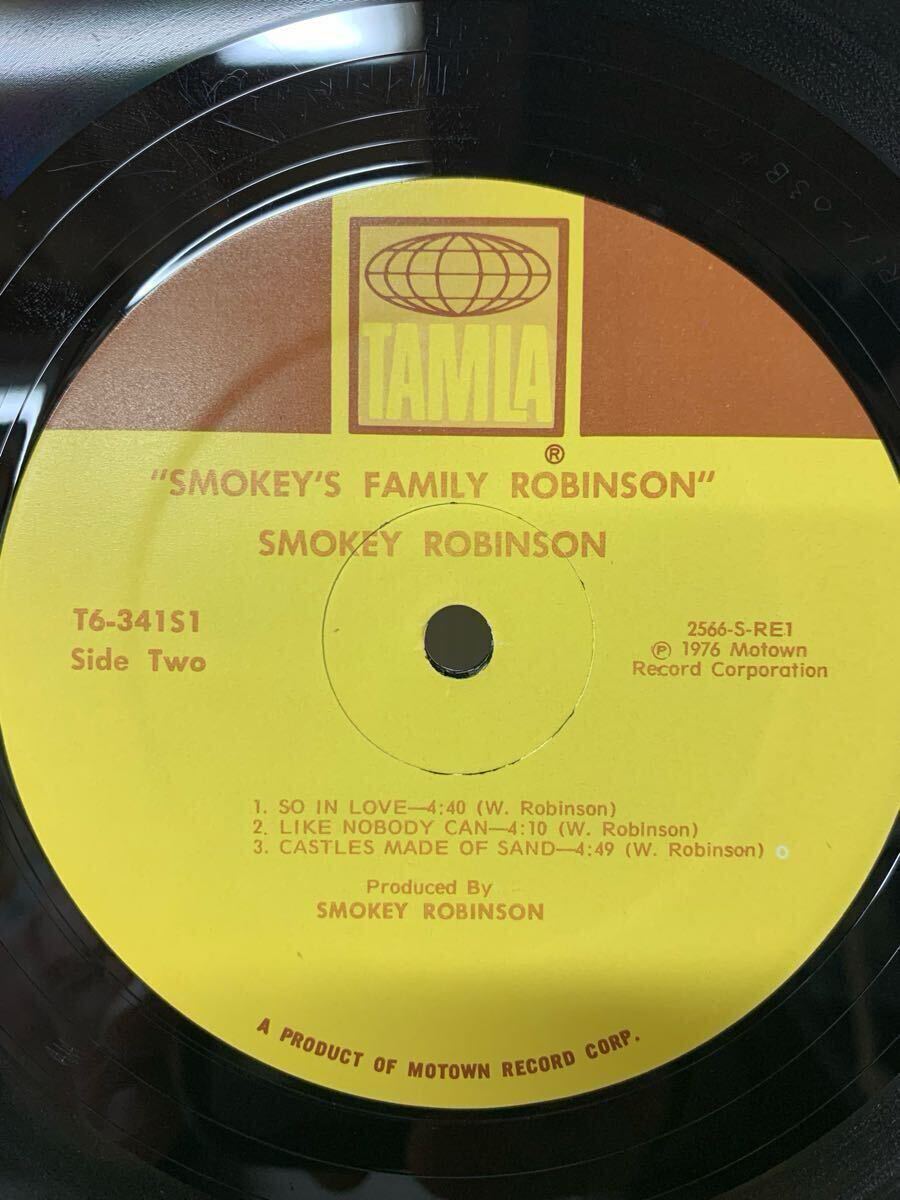 TAMLA
®
"SMOKEY'S FAMILY ROBINSON"
SMOKEY ROBINSON
T6-341S1
Side Two
2566-S-RE1
℗ 1976 Motown
Record Corporation
1. SO IN LOVE—4:40 (W. Robinson)
2. LIKE NOBODY CAN—4:10 (W. Robinson)
3. CASTLES MADE OF SAND—4:49 (W. Robinson)
Produced By
SMOKEY ROBINSON
A PRODUCT OF MOTOWN RECORD CORP.